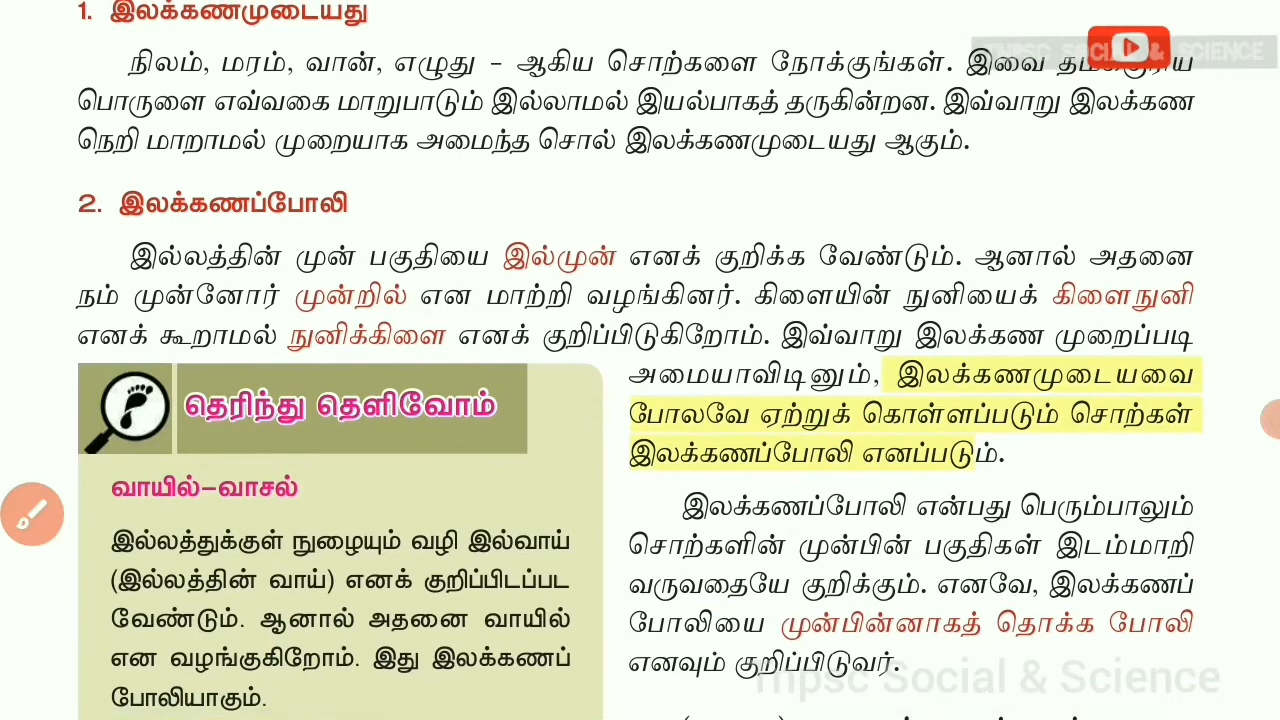 1. இலக்கணமுடையது
நிலம், மரம், வான், எழுது – ஆகிய சொற்களை நோக்குங்கள். இவை தமக்குரிய
பொருளை எவ்வகை மாறுபாடும் இல்லாமல் இயல்பாகத் தருகின்றன. இவ்வாறு இலக்கண
நெறி மாறாமல் முறையாக அமைந்த சொல் இலக்கணமுடையது ஆகும்.
TNPSC SOCIAL & SCIENCE
2. இலக்கணப்போலி
இல்லத்தின் முன் பகுதியை இல்முன் எனக் குறிக்க வேண்டும். ஆனால் அதனை
நம் முன்னோர் முன்றில் என மாற்றி வழங்கினர். கிளையின் நுனியைக் கிளைநுனி
எனக் கூறாமல் நுனிக்கிளை எனக் குறிப்பிடுகிறோம். இவ்வாறு இலக்கண முறைப்படி
அமையாவிடினும், இலக்கணமுடையவை
போலவே ஏற்றுக் கொள்ளப்படும் சொற்கள்
இலக்கணப்போலி எனப்படும்.
இலக்கணப்போலி என்பது பெரும்பாலும்
சொற்களின் முன்பின் பகுதிகள் இடம்மாறி
வருவதையே குறிக்கும். எனவே, இலக்கணப்
போலியை முன்பின்னாகத் தொக்க போலி
எனவும் குறிப்பிடுவர்.
தெரிந்து தெளிவோம்
வாயில்–வாசல்
இல்லத்துக்குள் நுழையும் வழி இல்வாய்
(இல்லத்தின் வாய்) எனக் குறிப்பிடப்பட
வேண்டும். ஆனால் அதனை வாயில்
என வழங்குகிறோம். இது இலக்கணப்
போலியாகும்.
Tnpsc Social & Science